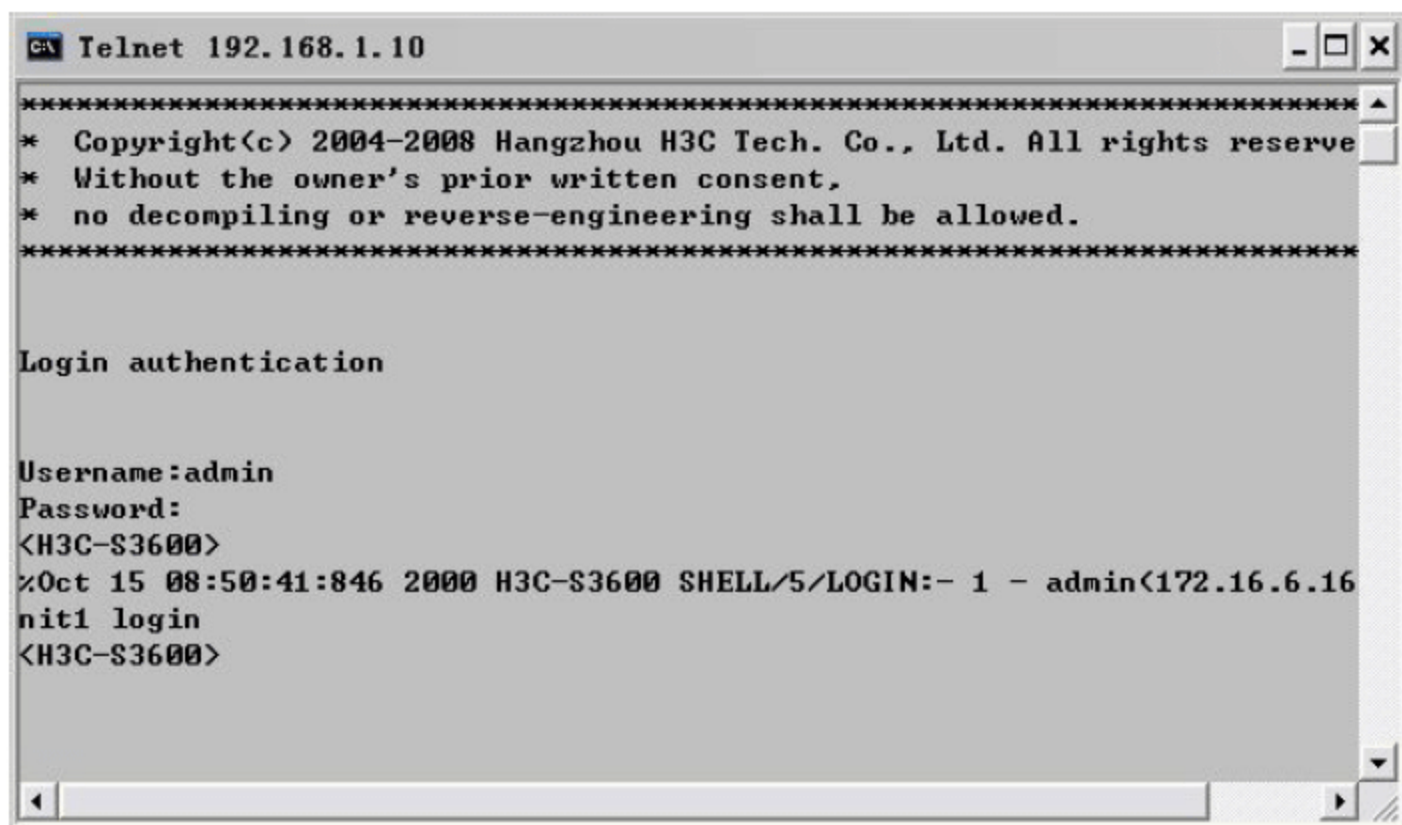 Telnet 192.168.1.10
*************************************************************************
*  Copyright(c) 2004-2008 Hangzhou H3C Tech. Co., Ltd. All rights reserve
*  Without the owner's prior written consent,
*  no decompiling or reverse-engineering shall be allowed.
*************************************************************************
Login authentication
Username:admin
Password:
<H3C-S3600>
%Oct 15 08:50:41:846 2000 H3C-S3600 SHELL/5/LOGIN:- 1 - admin(172.16.6.16
nit1 login
<H3C-S3600>